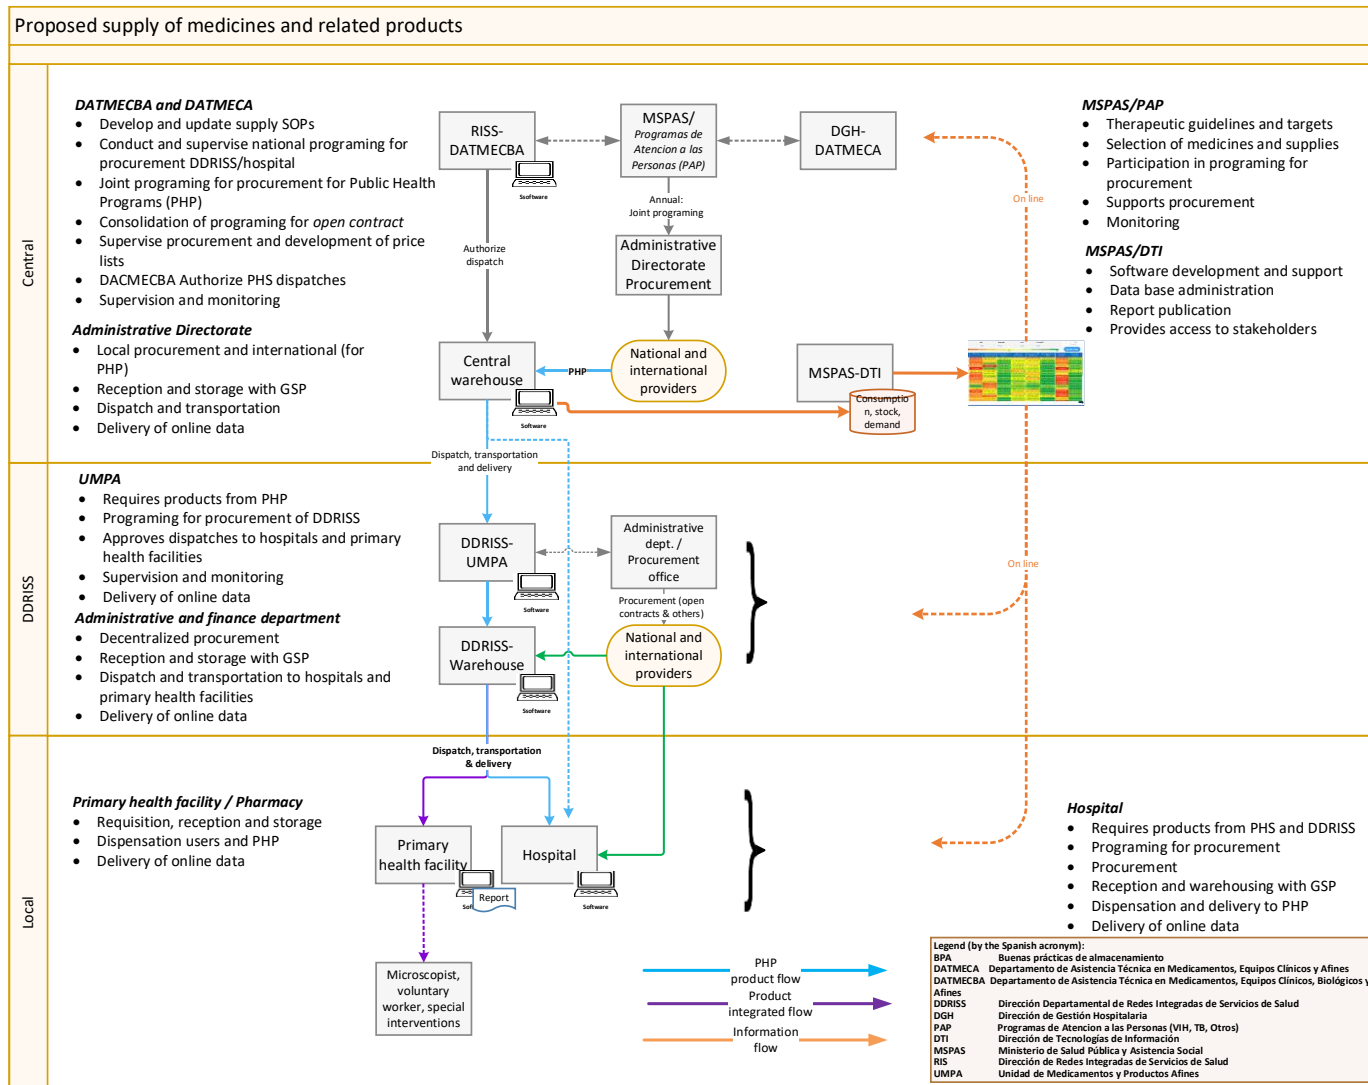 Proposed supply of medicines and related products
Central
DATMECBA and DATMECA
• Develop and update supply SOPs
• Conduct and supervise national programing for
procurement DDRISS/hospital
• Joint programing for procurement for Public Health
Programs (PHP)
• Consolidation of programing for open contract
• Supervise procurement and development of price
lists
• DACMECBA Authorize PHS dispatches
• Supervision and monitoring
Administrative Directorate
• Local procurement and international (for
PHP)
• Reception and storage with GSP
• Dispatch and transportation
• Delivery of online data
RISS-
DATMECBA
Ssoftware
MSPAS/
Programas de
Atencion a las
Personas (PAP)
DGH-
DATMECA
Annual:
Joint programing
Authorize
dispatch
Administrative
Directorate
Procurement
Central
warehouse
Software
PHP
National and
international
providers
MSPAS-DTI
Consumptio
n, stock,
demand
On line
MSPAS/PAP
• Therapeutic guidelines and targets
• Selection of medicines and supplies
• Participation in programing for
procurement
• Supports procurement
• Monitoring
MSPAS/DTI
• Software development and support
• Data base administration
• Report publication
• Provides access to stakeholders
Dispatch, transportation
and delivery
DDRISS
UMPA
• Requires products from PHP
• Programing for procurement of DDRISS
• Approves dispatches to hospitals and primary
health facilities
• Supervision and monitoring
• Delivery of online data
Administrative and finance department
• Decentralized procurement
• Reception and storage with GSP
• Dispatch and transportation to hospitals and
primary health facilities
• Delivery of online data
DDRISS-
UMPA
Software
Administrative
dept. /
Procurement
office
Procurement (open
contracts & others)
DDRISS-
Warehouse
Ssoftware
National and
international
providers
On line
Local
Dispatch, transportation
& delivery
Primary health facility / Pharmacy
• Requisition, reception and storage
• Dispensation users and PHP
• Delivery of online data
Primary
health facility
Report
Hospital
Software
Microscopist,
voluntary
worker, special
interventions
Hospital
• Requires products from PHS and DDRISS
• Programing for procurement
• Procurement
• Reception and warehousing with GSP
• Dispensation and delivery to PHP
• Delivery of online data
PHP
product flow
Product
integrated flow
Information
flow
Legend (by the Spanish acronym):
BPA Buenas prácticas de almacenamiento
DATMECA Departamento de Asistencia Técnica en Medicamentos, Equipos Clínicos y Afines
DATMECBA Departamento de Asistencia Técnica en Medicamentos, Equipos Clínicos, Biológicos y
Afines
DDRISS Dirección Departamental de Redes Integradas de Servicios de Salud
DGH Dirección de Gestión Hospitalaria
PAP Programas de Atencion a las Personas (VIH, TB, Otros)
DTI Dirección de Tecnologías de Información
MSPAS Ministerio de Salud Pública y Asistencia Social
RIS Dirección de Redes Integradas de Servicios de Salud
UMPA Unidad de Medicamentos y Productos Afines